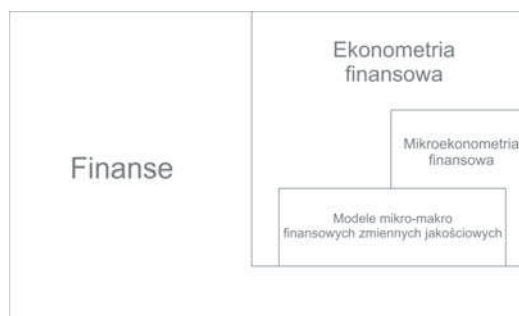 Finanse
Ekonometria
finansowa
Mikroekonometria
finansowa
Modele mikro-makro
finansowych zmiennych jakościowych